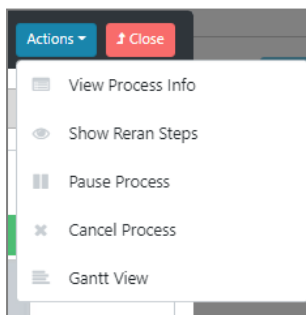 Actions
Close
View Process Info
Show Reran Steps
Pause Process
Cancel Process
Gantt View